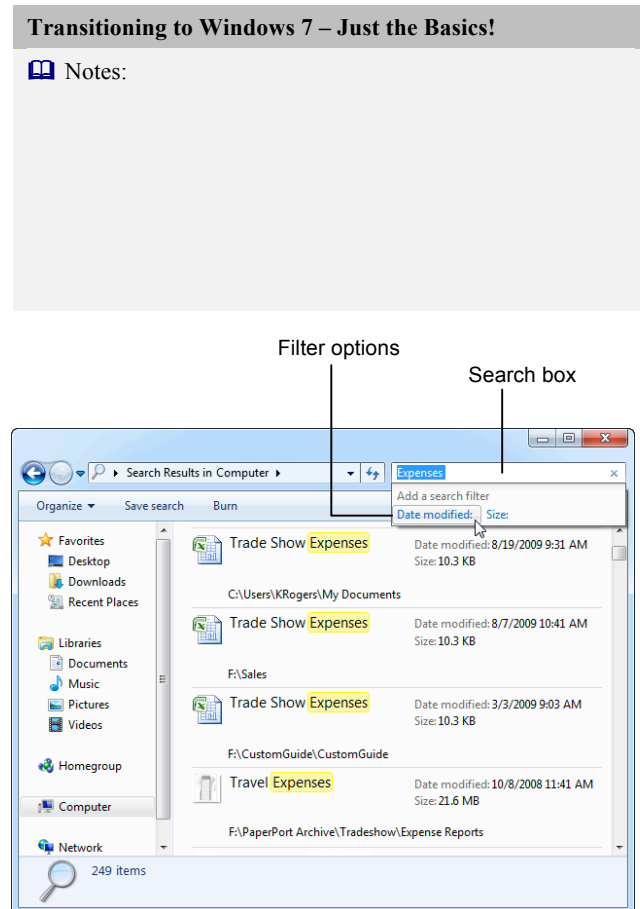 Transitioning to Windows 7 – Just the Basics!
Notes:
Filter options
Search box
Search Results in Computer
Expenses
Add a search filter
Date modified: Size:
Organize Save search Burn
Favorites
Desktop
Downloads
Recent Places
Libraries
Documents
Music
Pictures
Videos
Homegroup
Computer
Network
Trade Show Expenses
Date modified: 8/19/2009 9:31 AM
Size: 10.3 KB
C:\Users\KRogers\My Documents
Trade Show Expenses
Date modified: 8/7/2009 10:41 AM
Size: 10.3 KB
F:\Sales
Trade Show Expenses
Date modified: 3/3/2009 9:03 AM
Size: 10.3 KB
F:\CustomGuide\CustomGuide
Travel Expenses
Date modified: 10/8/2008 11:41 AM
Size: 21.6 MB
F:\PaperPort Archive\Tradeshow\Expense Reports
249 items